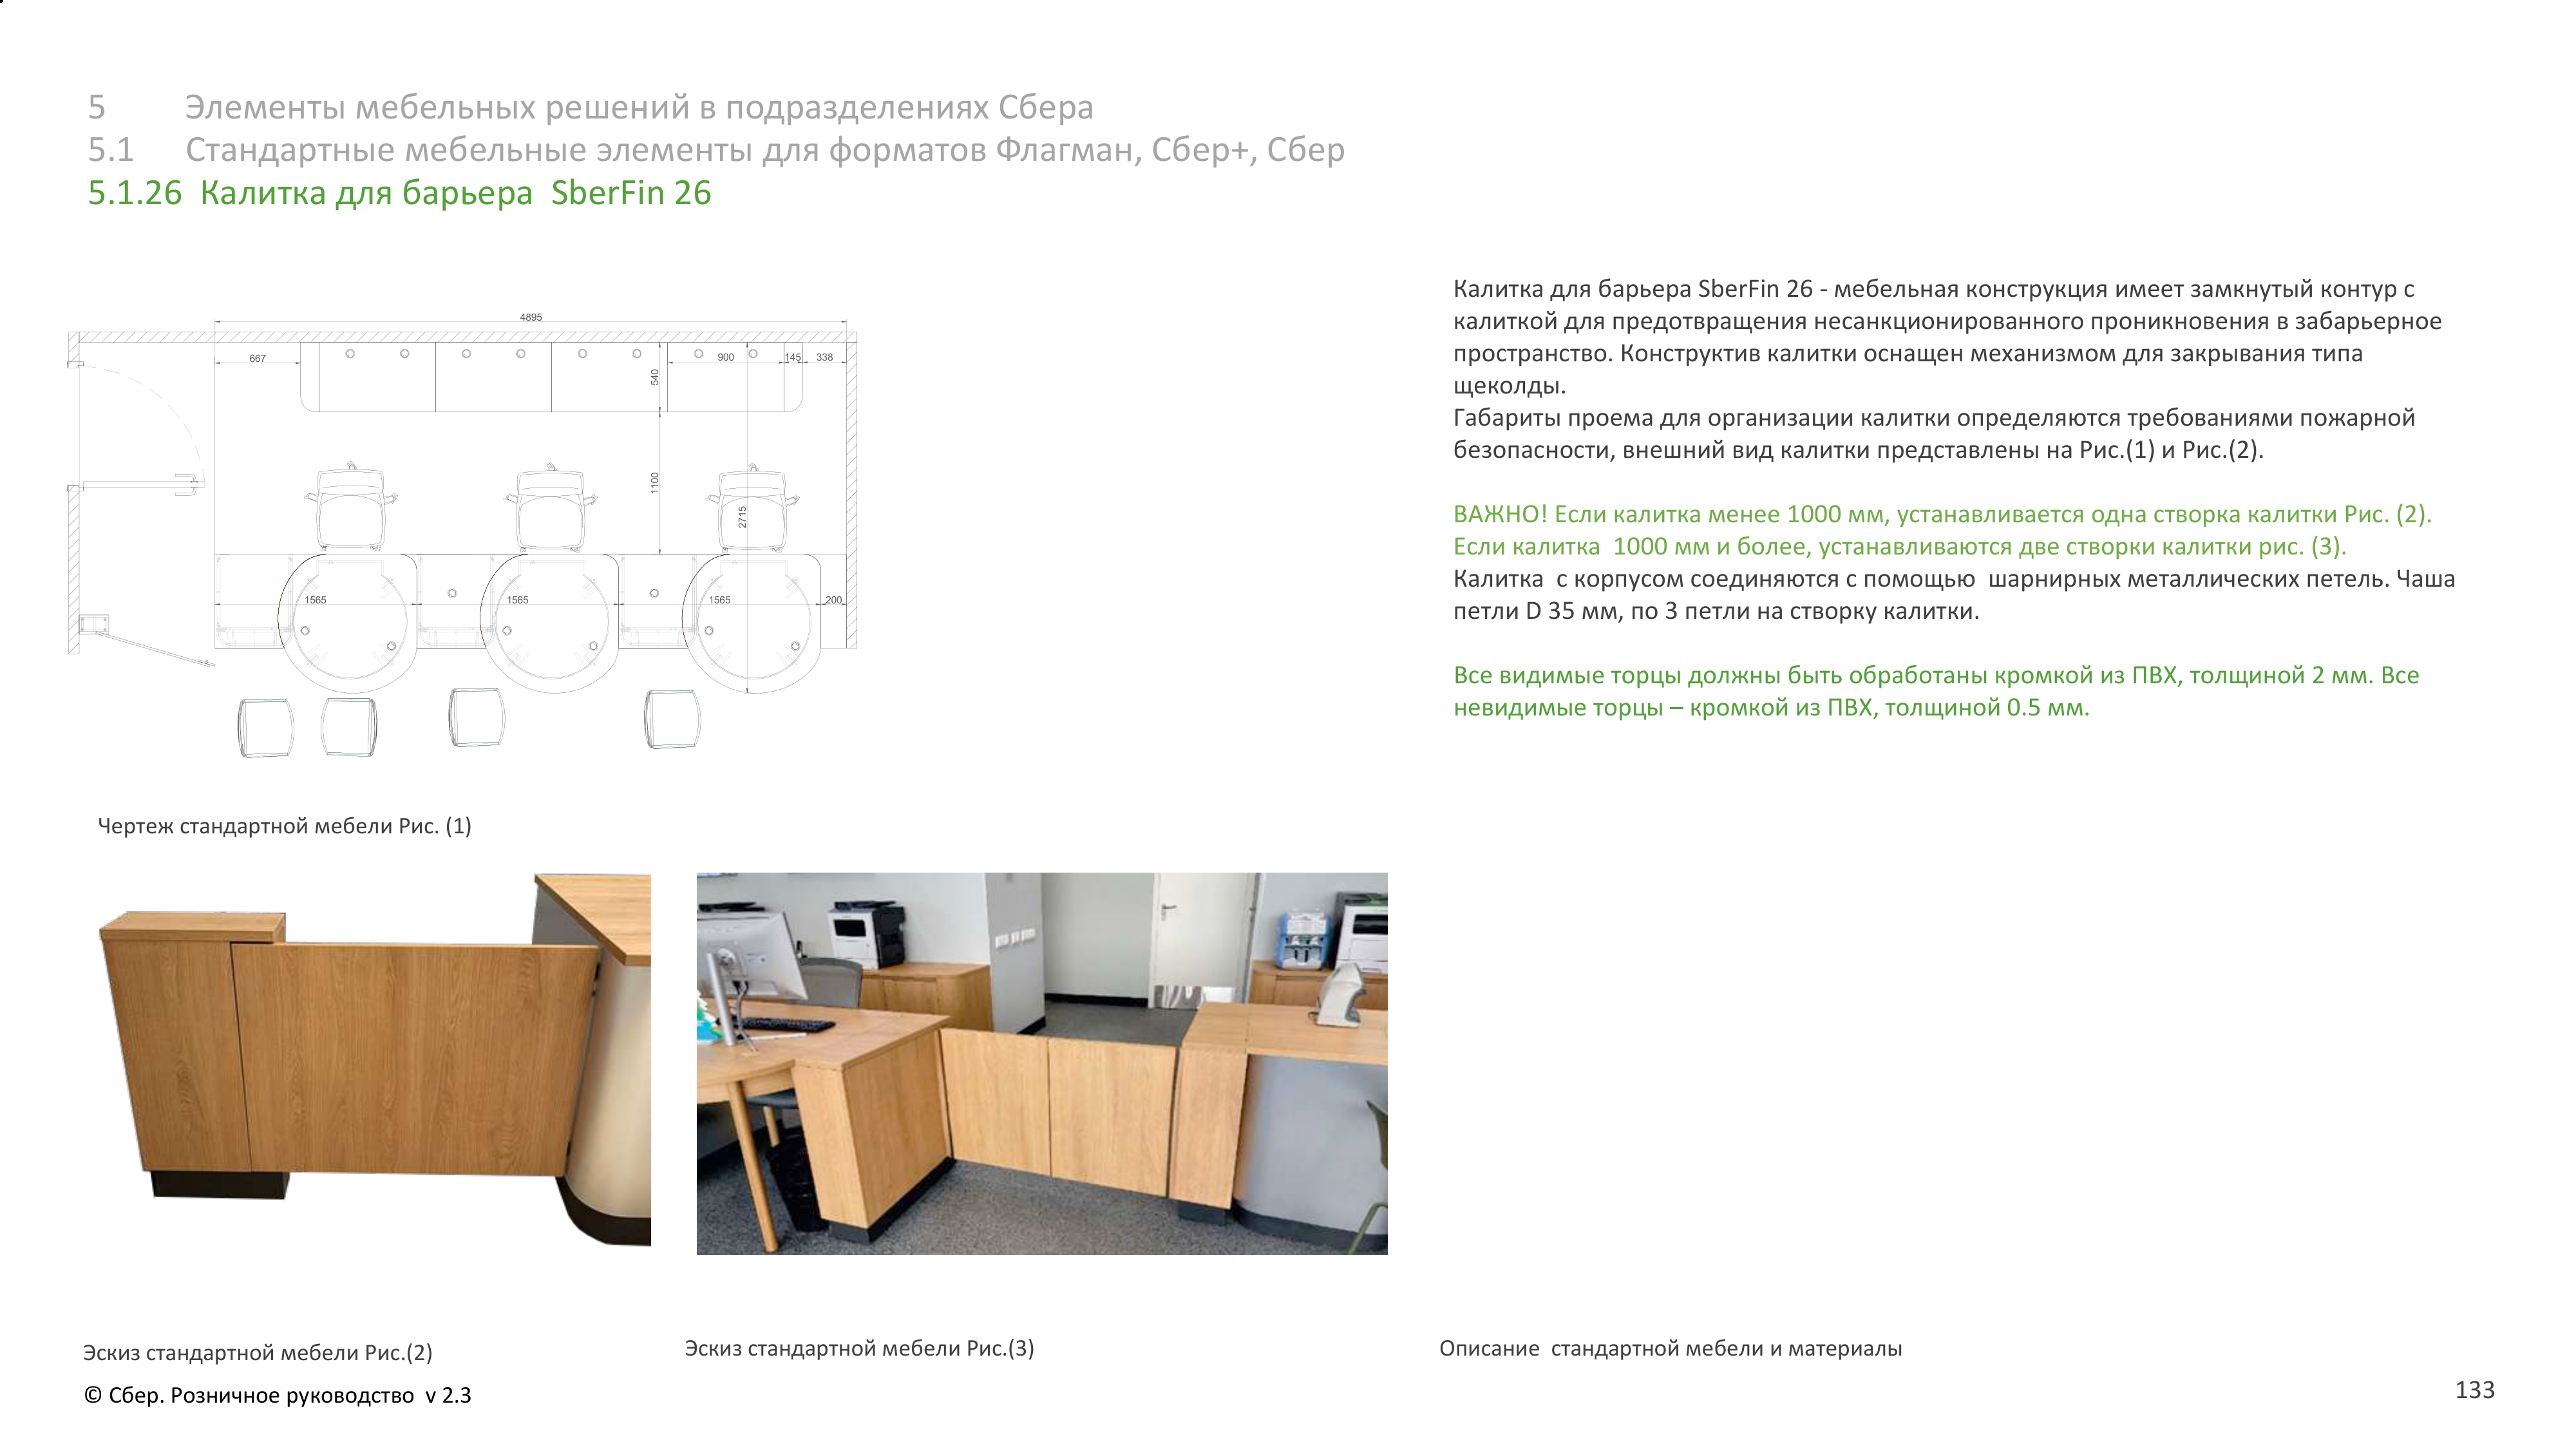 5 Элементы мебельных решений в подразделениях Сбера
5.1 Стандартные мебельные элементы для форматов Флагман, Сбер+, Сбер
5.1.26 Калитка для барьера SberFin 26
4895
667
900
145
338
540
1100
2715
1565
1565
1565
200
Чертеж стандартной мебели Рис. (1)
Калитка для барьера SberFin 26 - мебельная конструкция имеет замкнутый контур с
калиткой для предотвращения несанкционированного проникновения в забарьерное
пространство. Конструктив калитки оснащен механизмом для закрывания типа
щеколды.
Габариты проема для организации калитки определяются требованиями пожарной
безопасности, внешний вид калитки представлены на Рис.(1) и Рис.(2).
ВАЖНО! Если калитка менее 1000 мм, устанавливается одна створка калитки Рис. (2).
Если калитка 1000 мм и более, устанавливаются две створки калитки рис. (3).
Калитка с корпусом соединяются с помощью шарнирных металлических петель. Чаша
петли D 35 мм, по 3 петли на створку калитки.
Все видимые торцы должны быть обработаны кромкой из ПВХ, толщиной 2 мм. Все
невидимые торцы – кромкой из ПВХ, толщиной 0.5 мм.
Эскиз стандартной мебели Рис.(2)
Эскиз стандартной мебели Рис.(3)
Описание стандартной мебели и материалы
© Сбер. Розничное руководство v 2.3
133